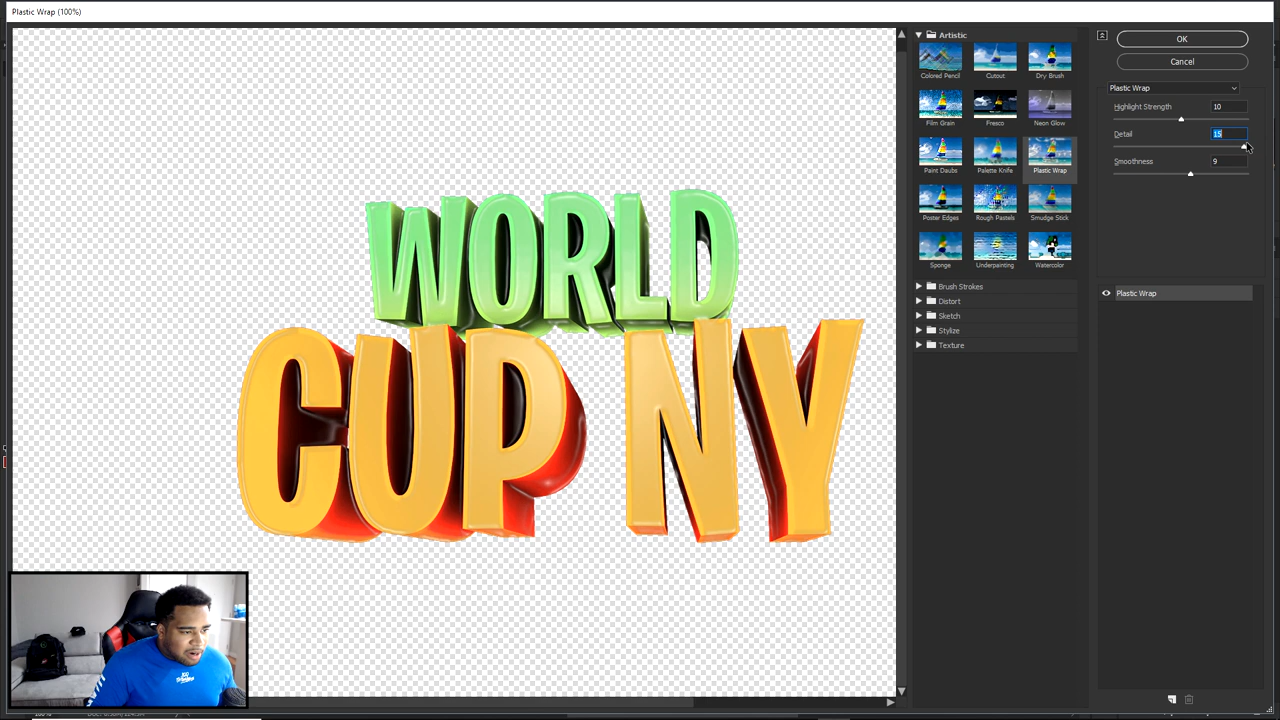 Plastic Wrap (100%)
WORLD
CUP NY
Artistic
Colored Pencil
Cutout
Dry Brush
Film Grain
Fresco
Neon Glow
Paint Daubs
Palette Knife
Plastic Wrap
Poster Edges
Rough Pastels
Smudge Stick
Sponge
Underpainting
Watercolor
Brush Strokes
Distort
Sketch
Stylize
Texture
OK
Cancel
Plastic Wrap
Highlight Strength 10
Detail 15
Smoothness 9
Plastic Wrap